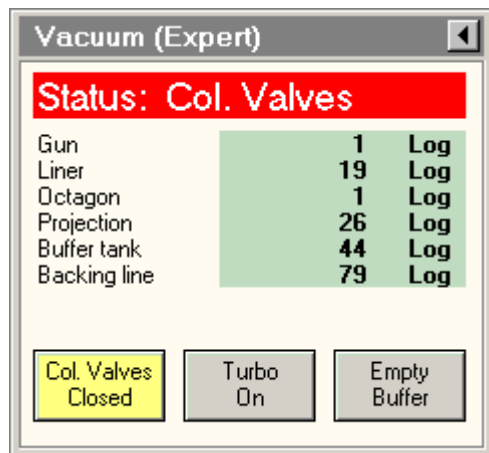 Vacuum (Expert)
Status: Col. Valves
Gun 1 Log
Liner 19 Log
Octagon 1 Log
Projection 26 Log
Buffer tank 44 Log
Backing line 79 Log
Col. Valves Closed
Turbo On
Empty Buffer